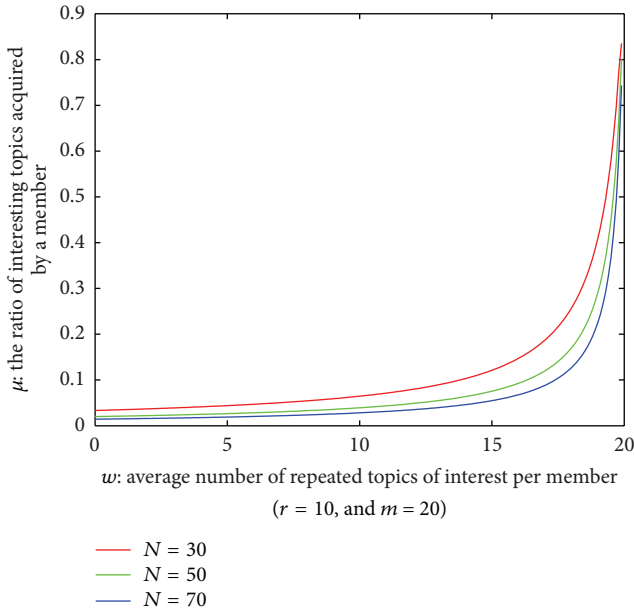 0.9
0.8
0.7
0.6
0.5
0.4
0.3
0.2
0.1
0
μ: the ratio of interesting topics acquired
by a member
0 5 10 15 20
w: average number of repeated topics of interest per member
(r = 10, and m = 20)
N = 30
N = 50
N = 70